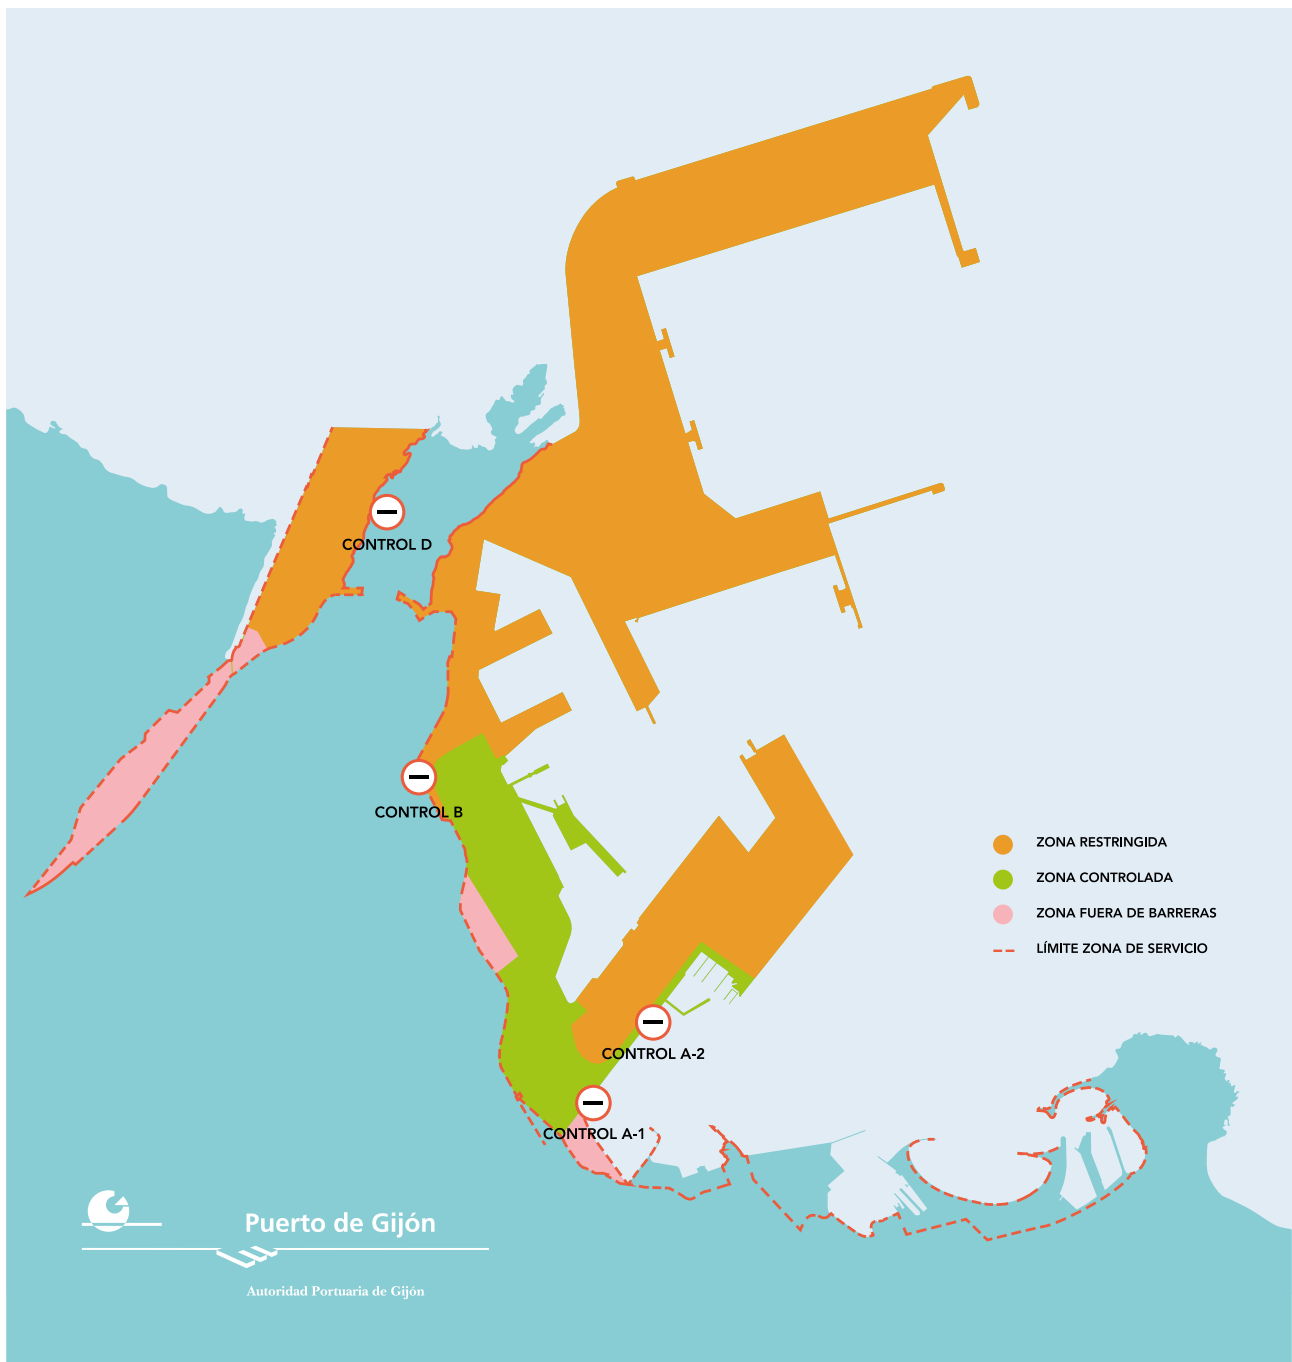 CONTROL D
CONTROL B
ZONA RESTRINGIDA
ZONA CONTROLADA
ZONA FUERA DE BARRERAS
LÍMITE ZONA DE SERVICIO
CONTROL A-2
CONTROL A-1
Puerto de Gijón
Autoridad Portuaria de Gijón